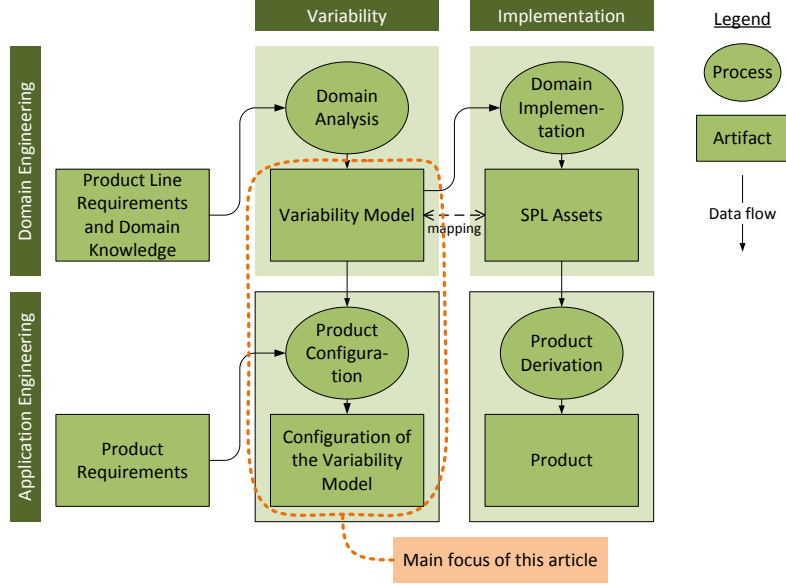 Variability
Implementation
Legend
Domain Engineering
Domain
Analysis
Domain
Implemen-
tation
Process
Artifact
Product Line
Requirements
and Domain
Knowledge
Variability Model
mapping
SPL Assets
Data flow
Application Engineering
Product
Configura-
tion
Product
Derivation
Product
Requirements
Configuration of
the Variability
Model
Product
Main focus of this article